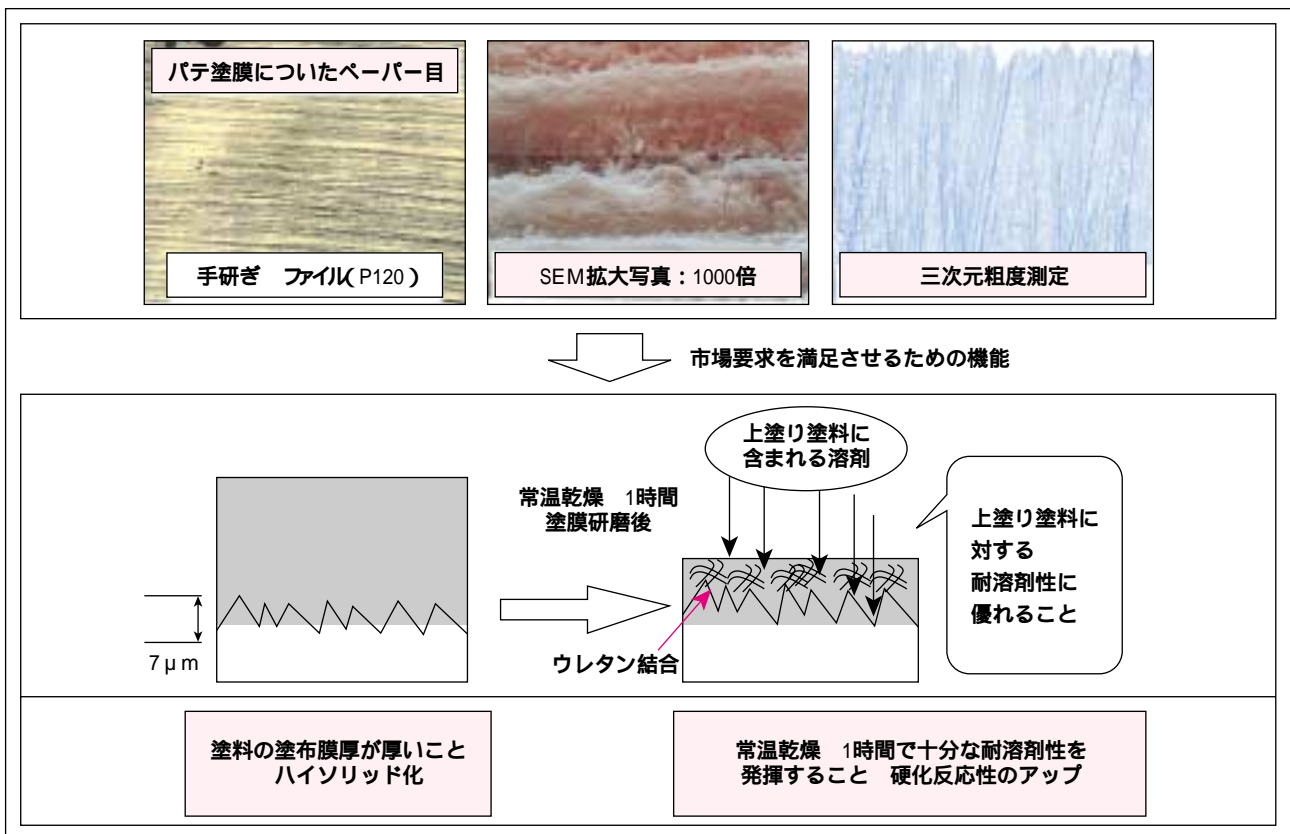 パテ塗膜についたペーパー目
手研ぎ　ファイル(P120)
SEM拡大写真：1000倍
三次元粗度測定
市場要求を満足させるための機能
7μm
常温乾燥　1時間
塗膜研磨後
上塗り塗料に
含まれる溶剤
ウレタン結合
上塗り塗料に
対する
耐溶剤性に
優れること
塗料の塗布膜厚が厚いこと
ハイソリッド化
常温乾燥　1時間で十分な耐溶剤性を
発揮すること　硬化反応性のアップ